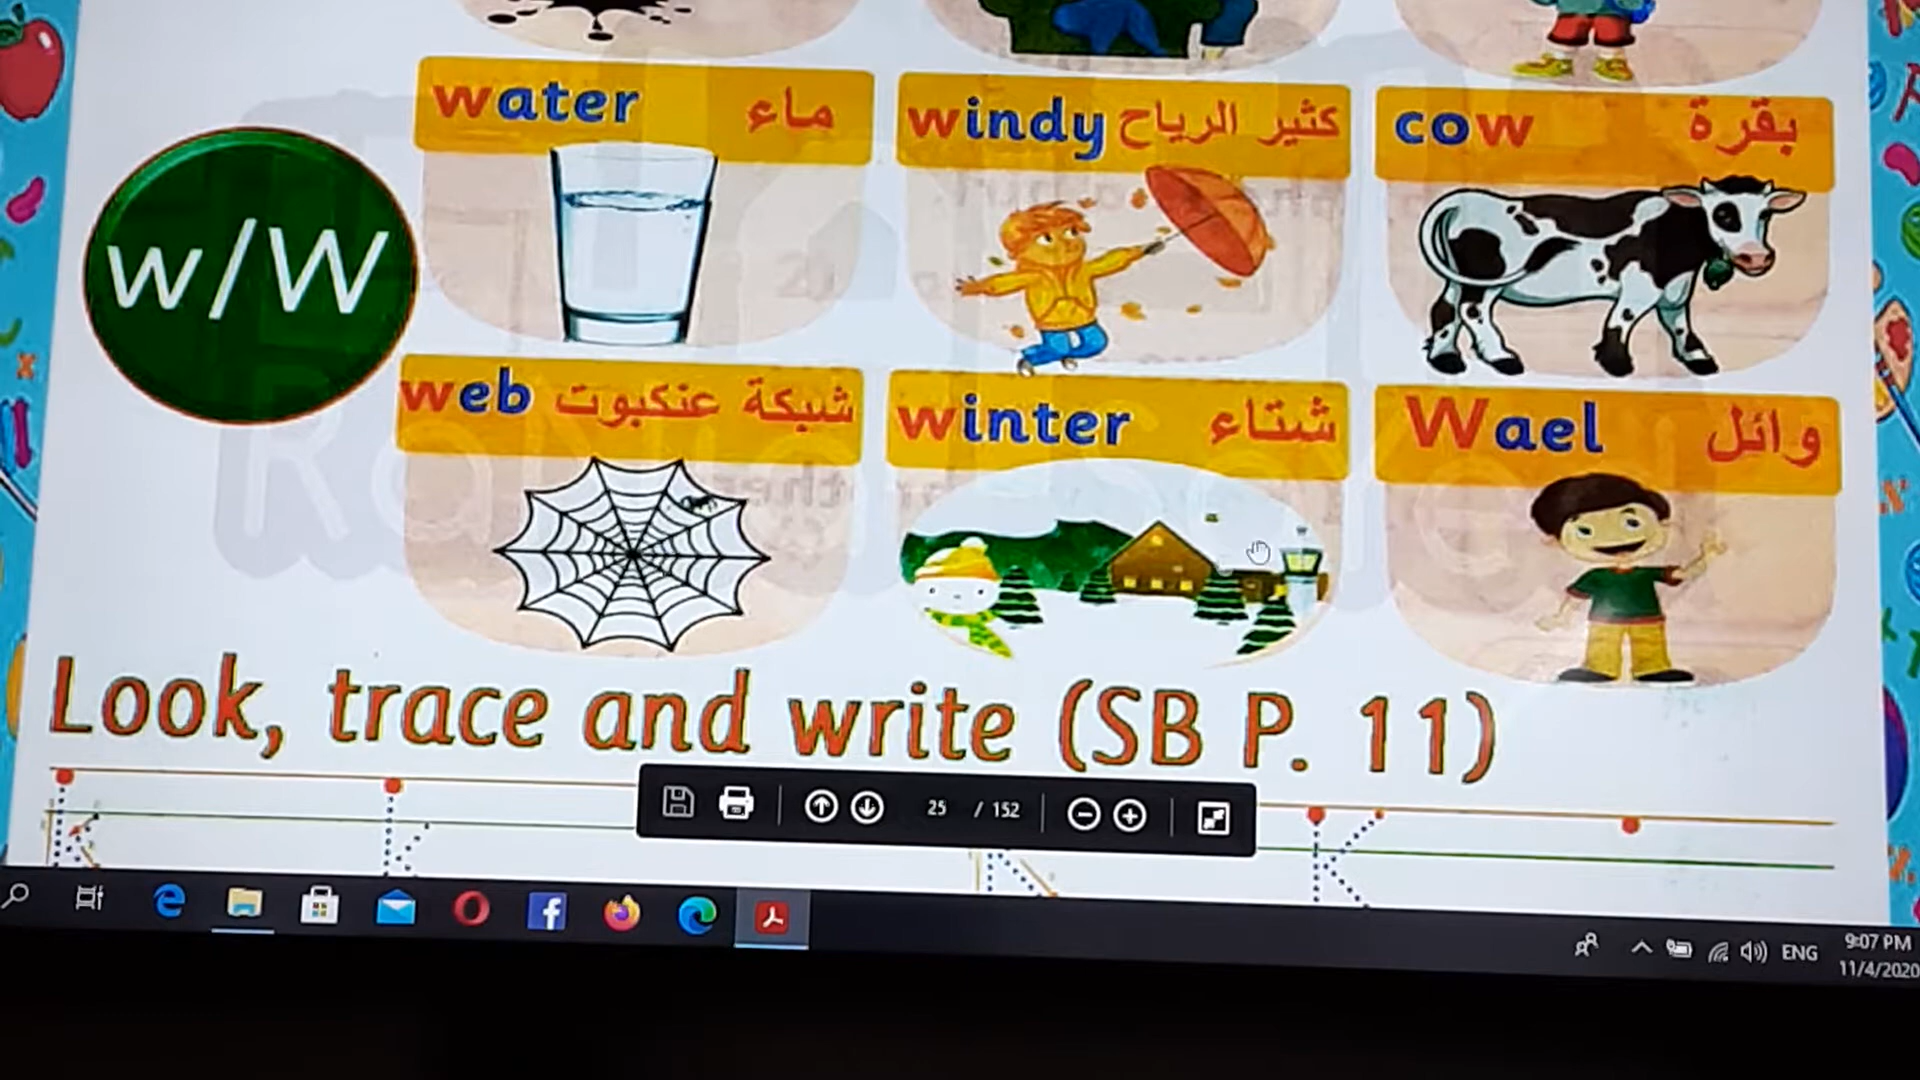 water ماء
windy كثير الرياح
cow بقرة
w/W
web شبكة عنكبوت
winter شتاء
Wael وائل
Look, trace and write (SB P. 11)
k k K K
25 / 152
ENG
9:07 PM
11/4/2020